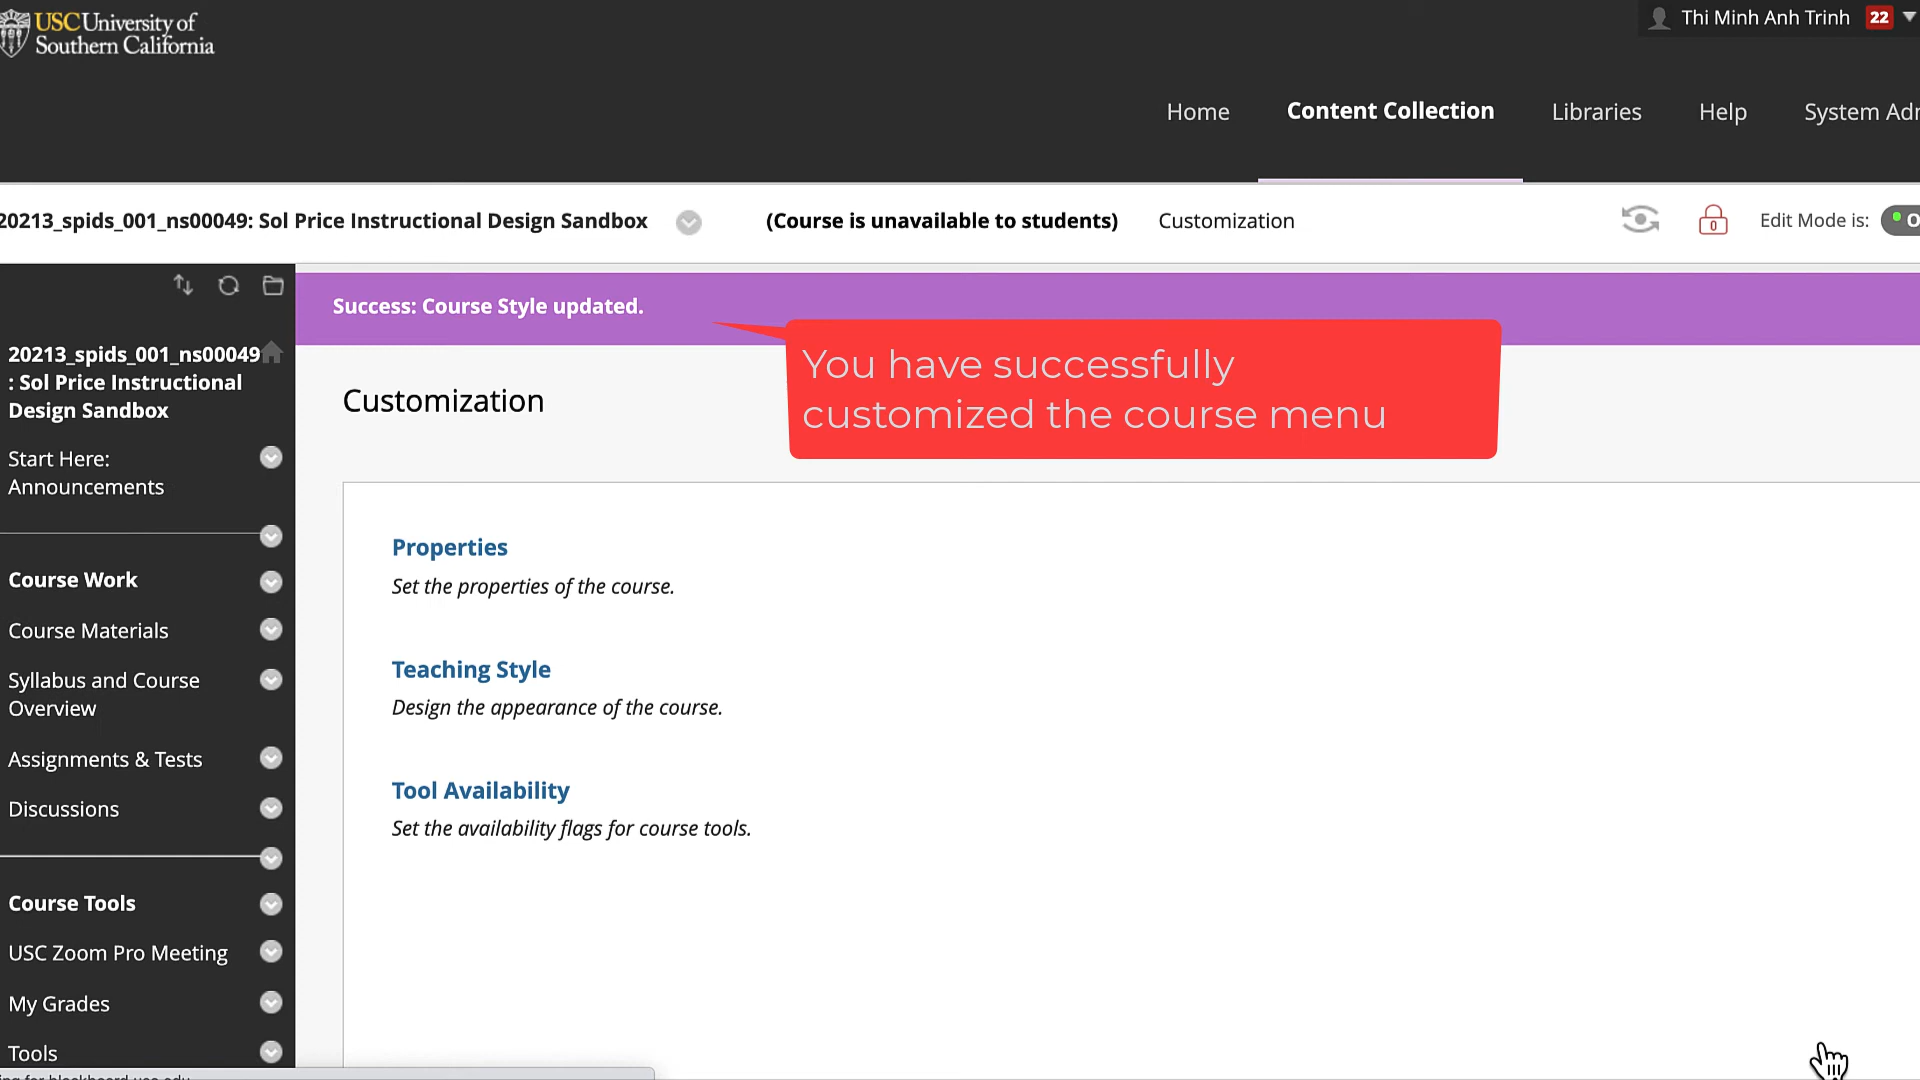 USC University of
Southern California
Thi Minh Anh Trinh 22
Home Content Collection Libraries Help System Adm
20213_spids_001_ns00049: Sol Price Instructional Design Sandbox (Course is unavailable to students) Customization Edit Mode is: O
Success: Course Style updated.
You have successfully
customized the course menu
Customization
20213_spids_001_ns00049
: Sol Price Instructional
Design Sandbox
Start Here:
Announcements
Course Work
Course Materials
Syllabus and Course
Overview
Assignments & Tests
Discussions
Course Tools
USC Zoom Pro Meeting
My Grades
Tools
Properties
Set the properties of the course.
Teaching Style
Design the appearance of the course.
Tool Availability
Set the availability flags for course tools.